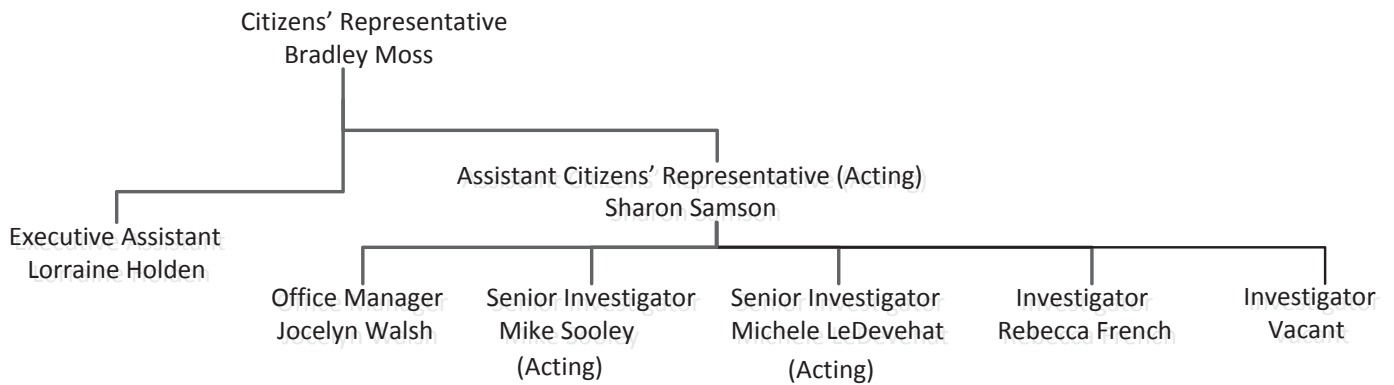 Citizens’ Representative
Bradley Moss
Assistant Citizens’ Representative (Acting)
Sharon Samson
Executive Assistant
Lorraine Holden
Office Manager
Jocelyn Walsh
Senior Investigator
Mike Sooley
(Acting)
Senior Investigator
Michele LeDevehat
(Acting)
Investigator
Rebecca French
Investigator
Vacant